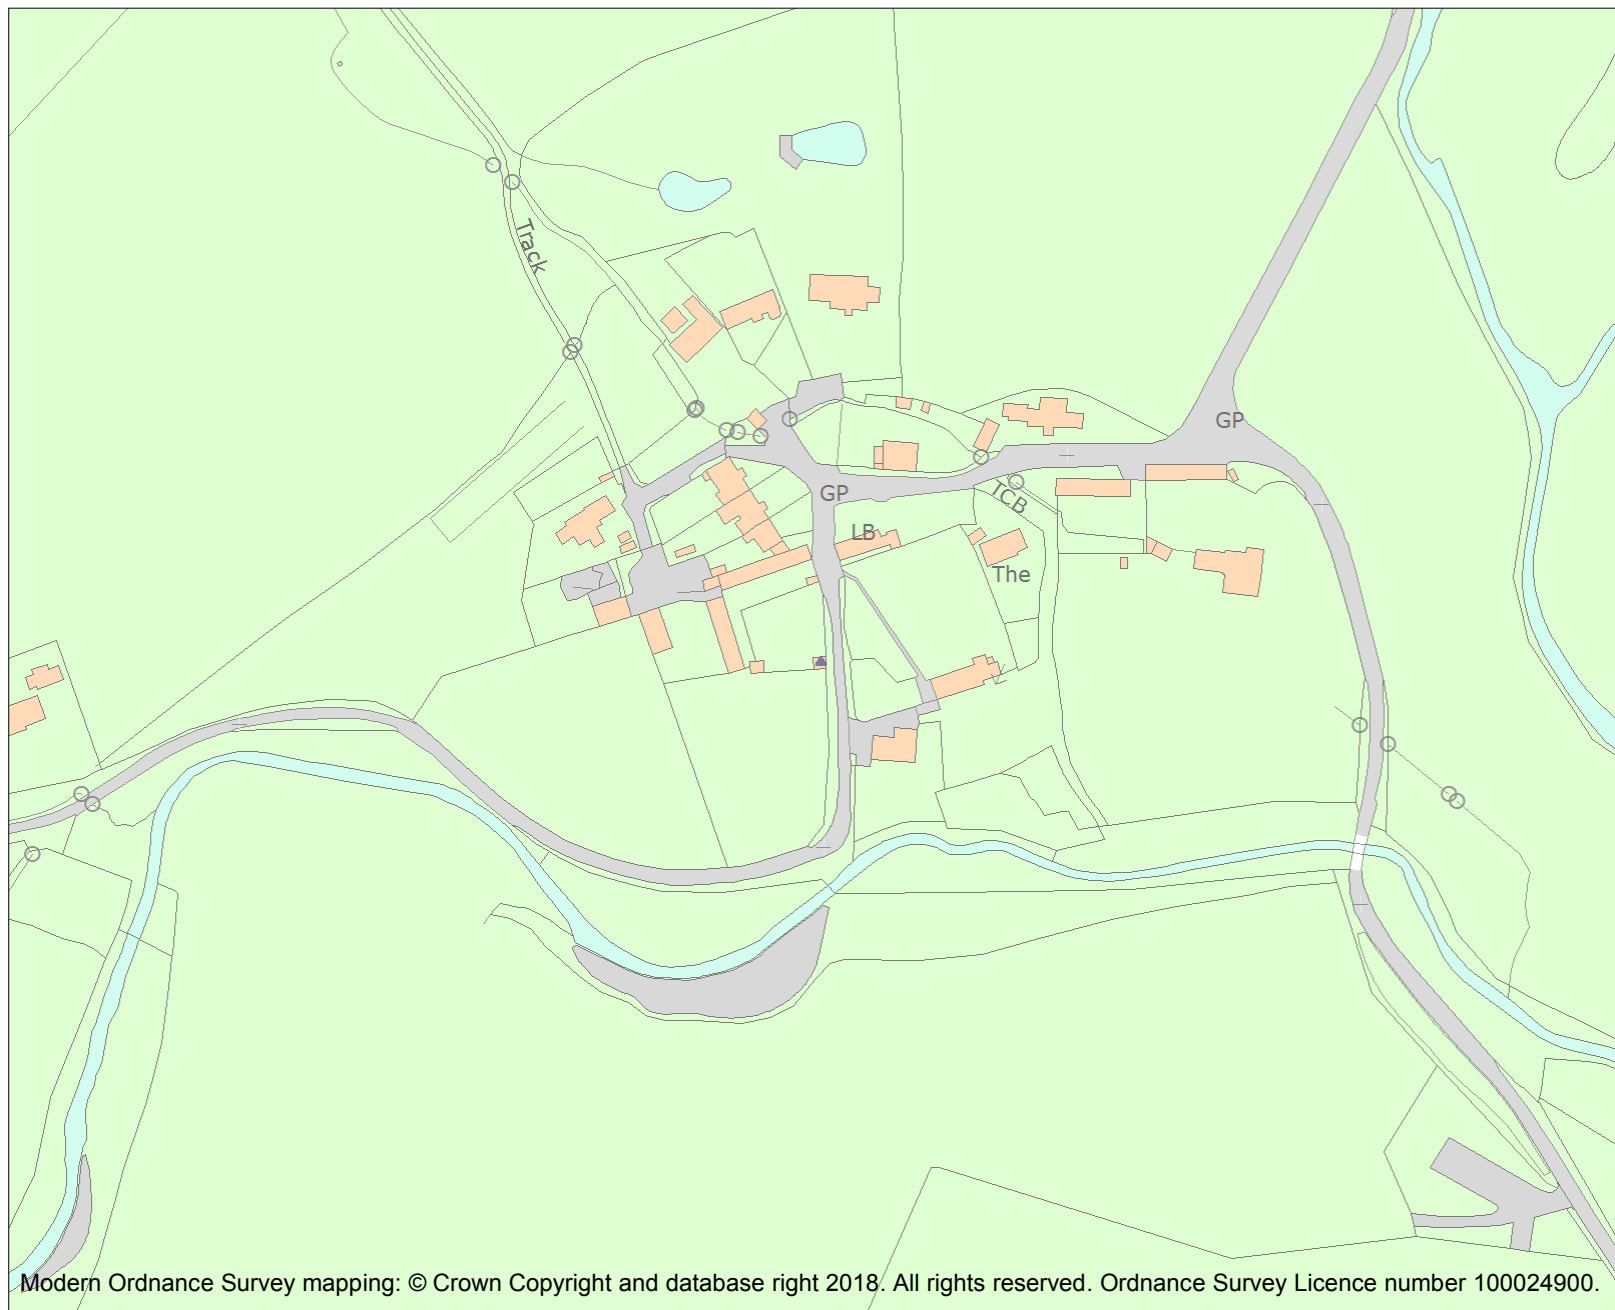 Track
GP
GP
TCB
LB
The
Modern Ordnance Survey mapping: © Crown Copyright and database right 2018. All rights reserved. Ordnance Survey Licence number 100024900.